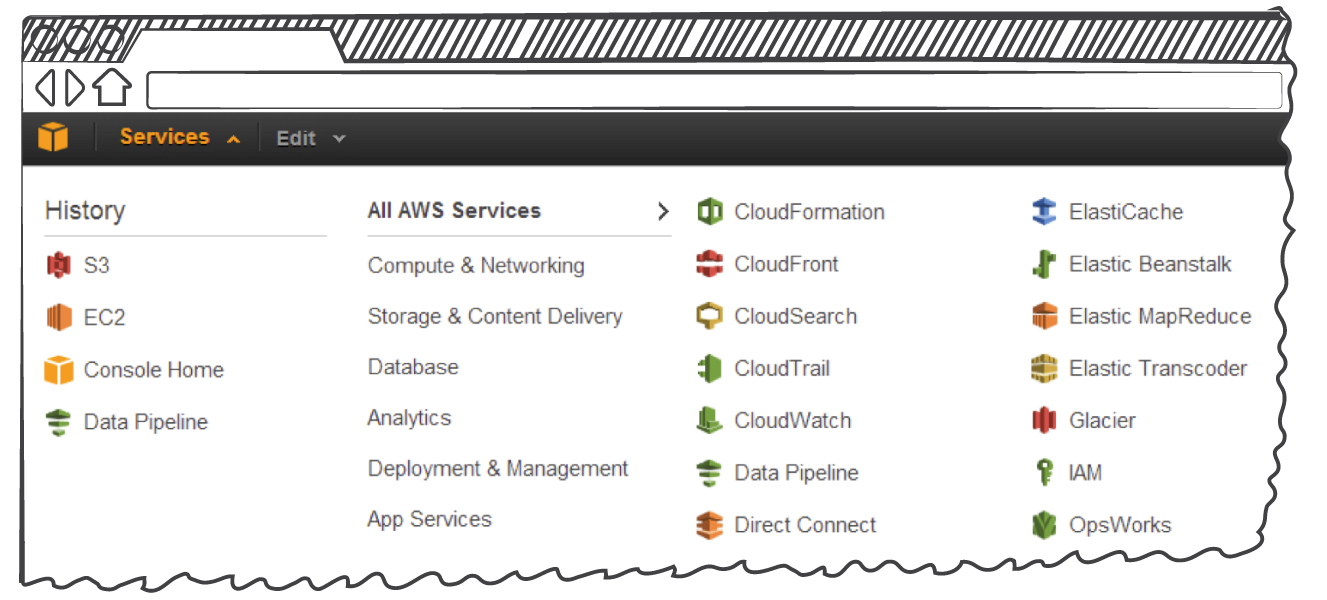 Services
Edit
History
S3
EC2
Console Home
Data Pipeline
All AWS Services
Compute & Networking
Storage & Content Delivery
Database
Analytics
Deployment & Management
App Services
CloudFormation
CloudFront
CloudSearch
CloudTrail
CloudWatch
Data Pipeline
Direct Connect
ElastiCache
Elastic Beanstalk
Elastic MapReduce
Elastic Transcoder
Glacier
IAM
OpsWorks